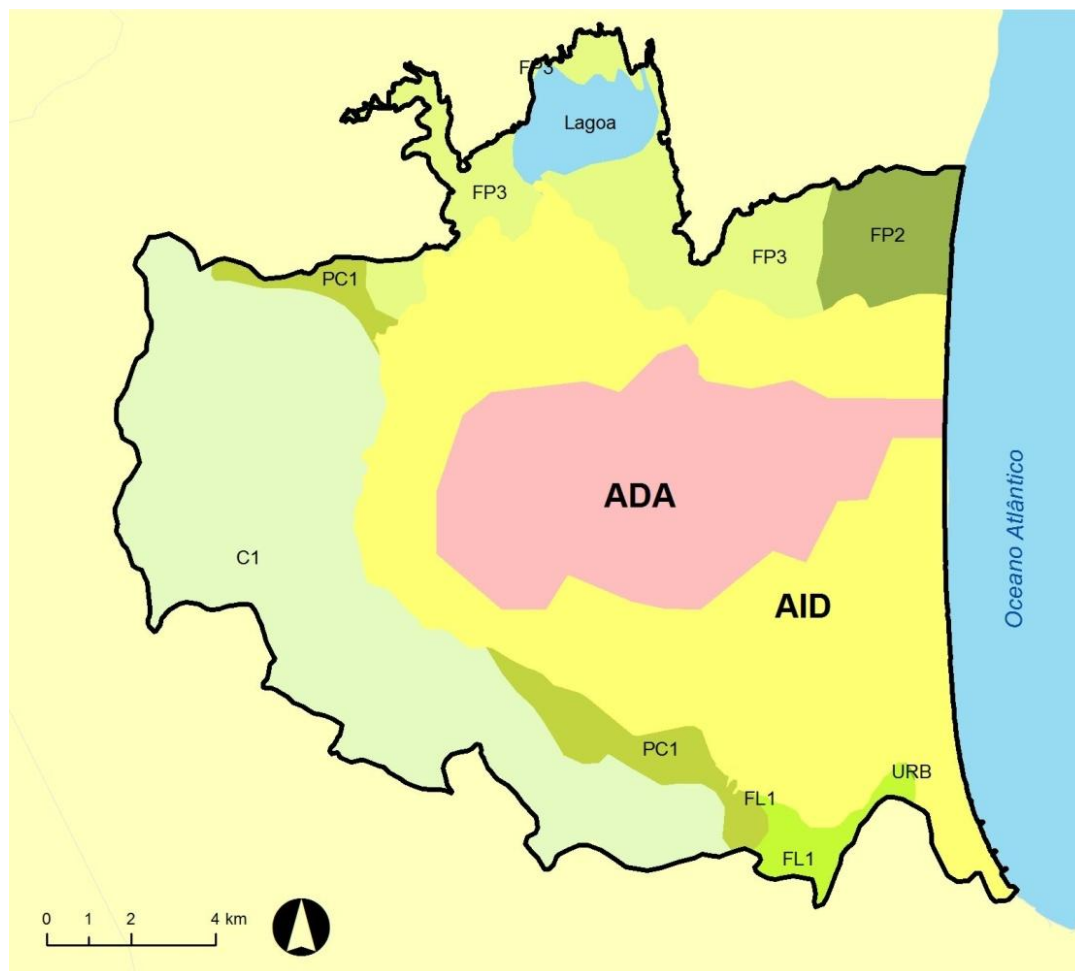 FP3
Lagoa
FP3
FP2
FP3
PC1
ADA
Oceano Atlântico
C1
AID
PC1
URB
FL1
FL1
0 1 2 4 km